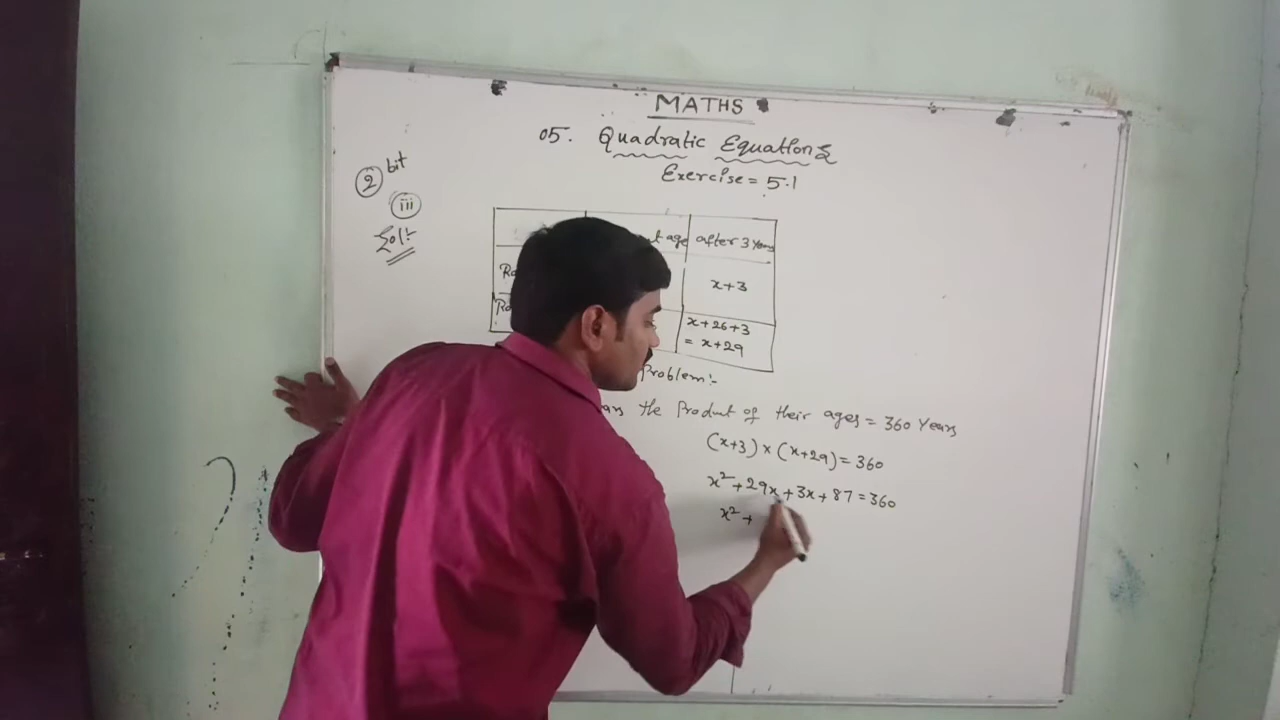 MATHS
05. Quadratic Equations
Exercise = 5.1
2 bit
iii
Sol:-
age after 3 Years
x+3
x+26+3
= x+29
Problem:-
the Product of their ages = 360 Years
(x+3) × (x+29) = 360
x² + 29x + 3x + 87 = 360
x² +